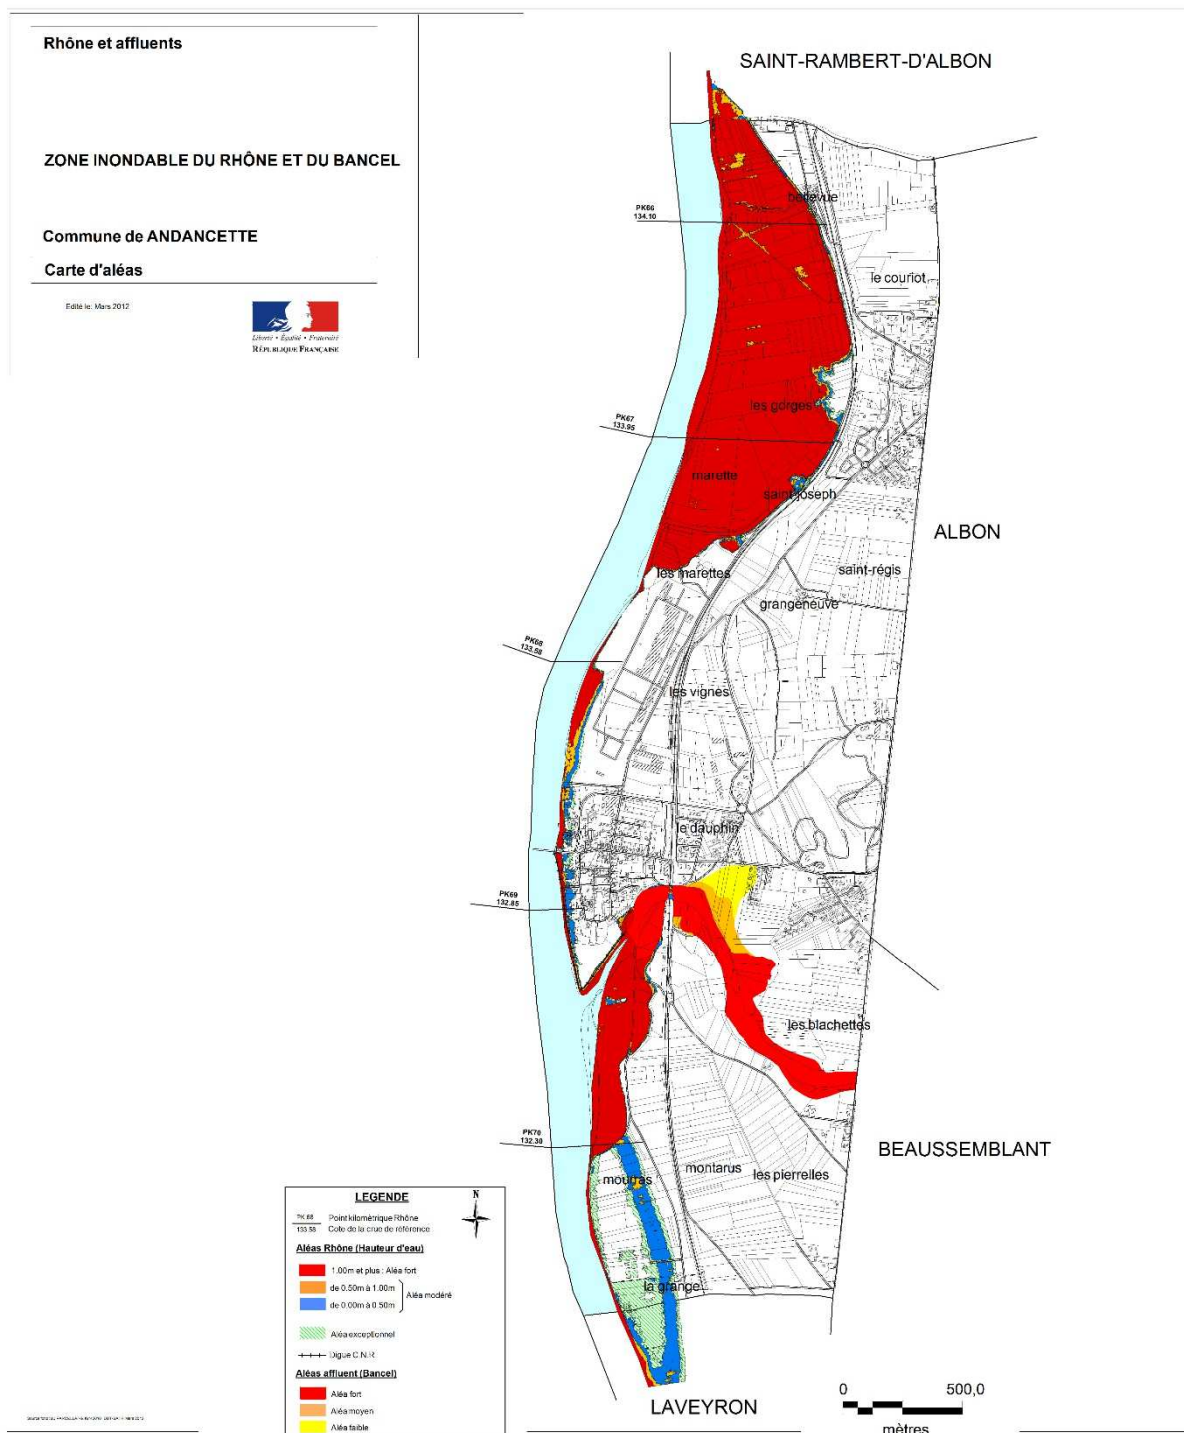 Rhône et affluents
ZONE INONDABLE DU RHÔNE ET DU BANCEL
Commune de ANDANCETTE
Carte d'aléas
Edité le: Mars 2012
Liberté • Égalité • Fraternité
RÉPUBLIQUE FRANÇAISE
SAINT-RAMBERT-D'ALBON
bellevue
PK66
134.10
le couriot
les gorges
PK67
133.95
marette
saint-joseph
ALBON
les marettes
saint-régis
grangeneuve
PK68
133.58
les vignes
le dauphin
PK69
132.85
les blachettes
PK70
132.30
BEAUSSEMBLANT
mourras
montarus
les pierrelles
la grange
LAVEYRON
0 500,0
mètres
LEGENDE
N
PK 68 Point kilométrique Rhône
133.58 Cote de la crue de référence
Aléas Rhône (Hauteur d'eau)
1.00m et plus : Aléa fort
de 0.50m à 1.00m
Aléa modéré
de 0.00m à 0.50m
Aléa exceptionnel
Digue C.N.R
Aléas affluent (Bancel)
Aléa fort
Aléa moyen
Aléa faible